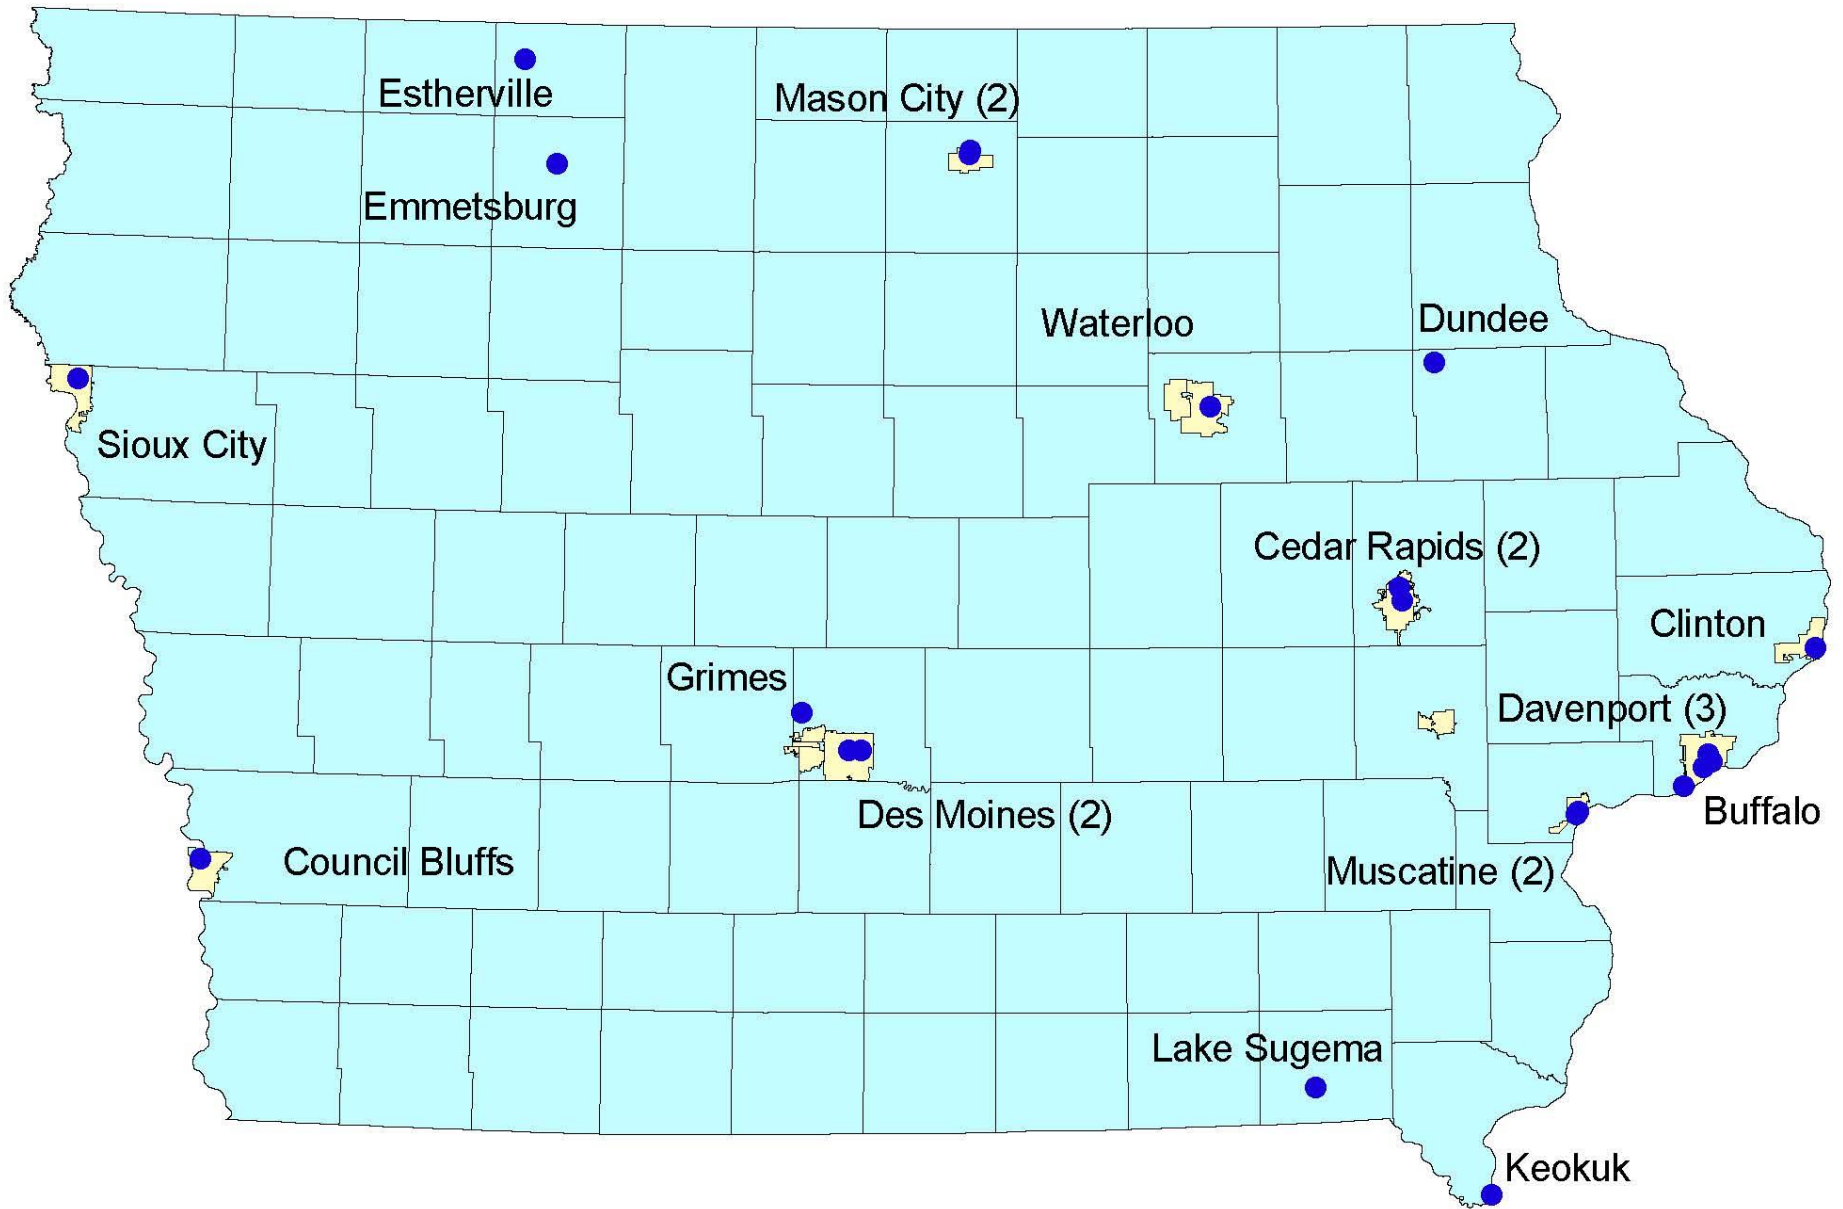 Estherville
Mason City (2)
Emmetsburg
Waterloo
Dundee
Sioux City
Cedar Rapids (2)
Clinton
Grimes
Davenport (3)
Des Moines (2)
Buffalo
Council Bluffs
Muscatine (2)
Lake Sugema
Keokuk